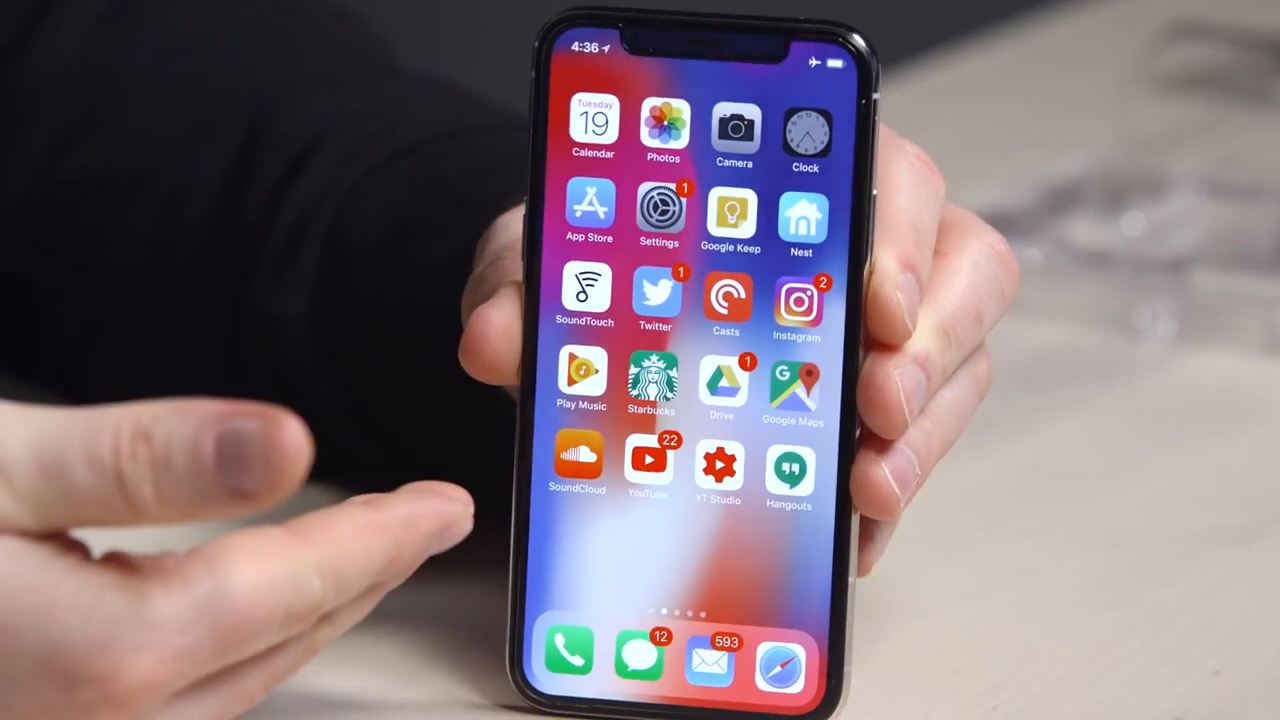 4:36
Tuesday
19
Calendar
Photos
Camera
Clock
App Store
1
Settings
Google Keep
Nest
SoundTouch
1
Twitter
Casts
2
Instagram
Play Music
Starbucks
1
Drive
G
Google Maps
SoundCloud
22
YouTube
YT Studio
Hangouts
12
593